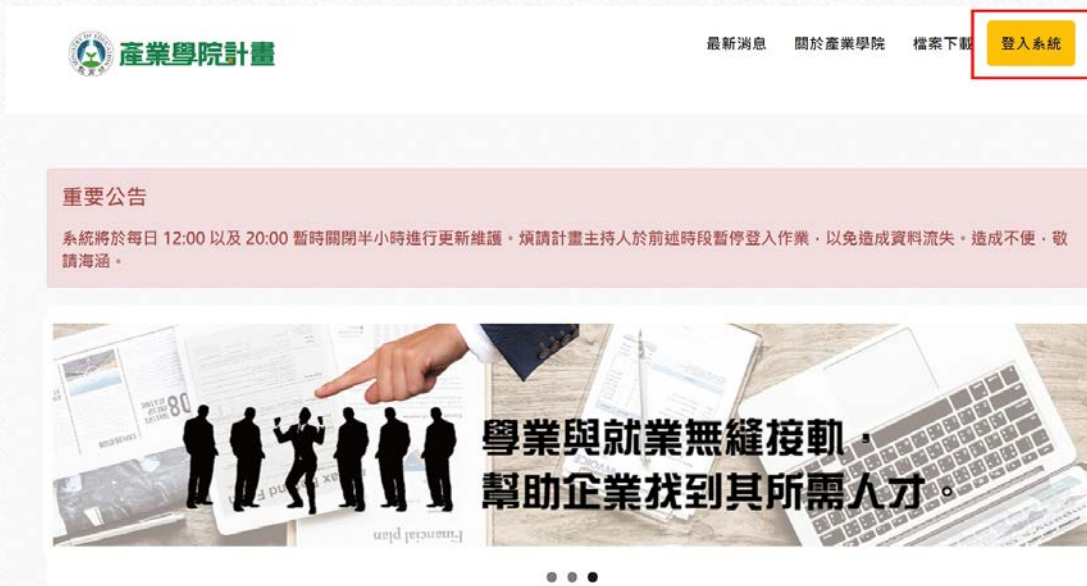 產業學院計畫
最新消息 關於產業學院 檔案下載 登入系統
重要公告
系統將於每日 12:00 以及 20:00 暫時關閉半小時進行更新維護。煩請計畫主持人於前述時段暫停登入作業,以免造成資料流失。造成不便,敬
請海涵。
學業與就業無縫接軌,
幫助企業找到其所需人才。
Financial plan